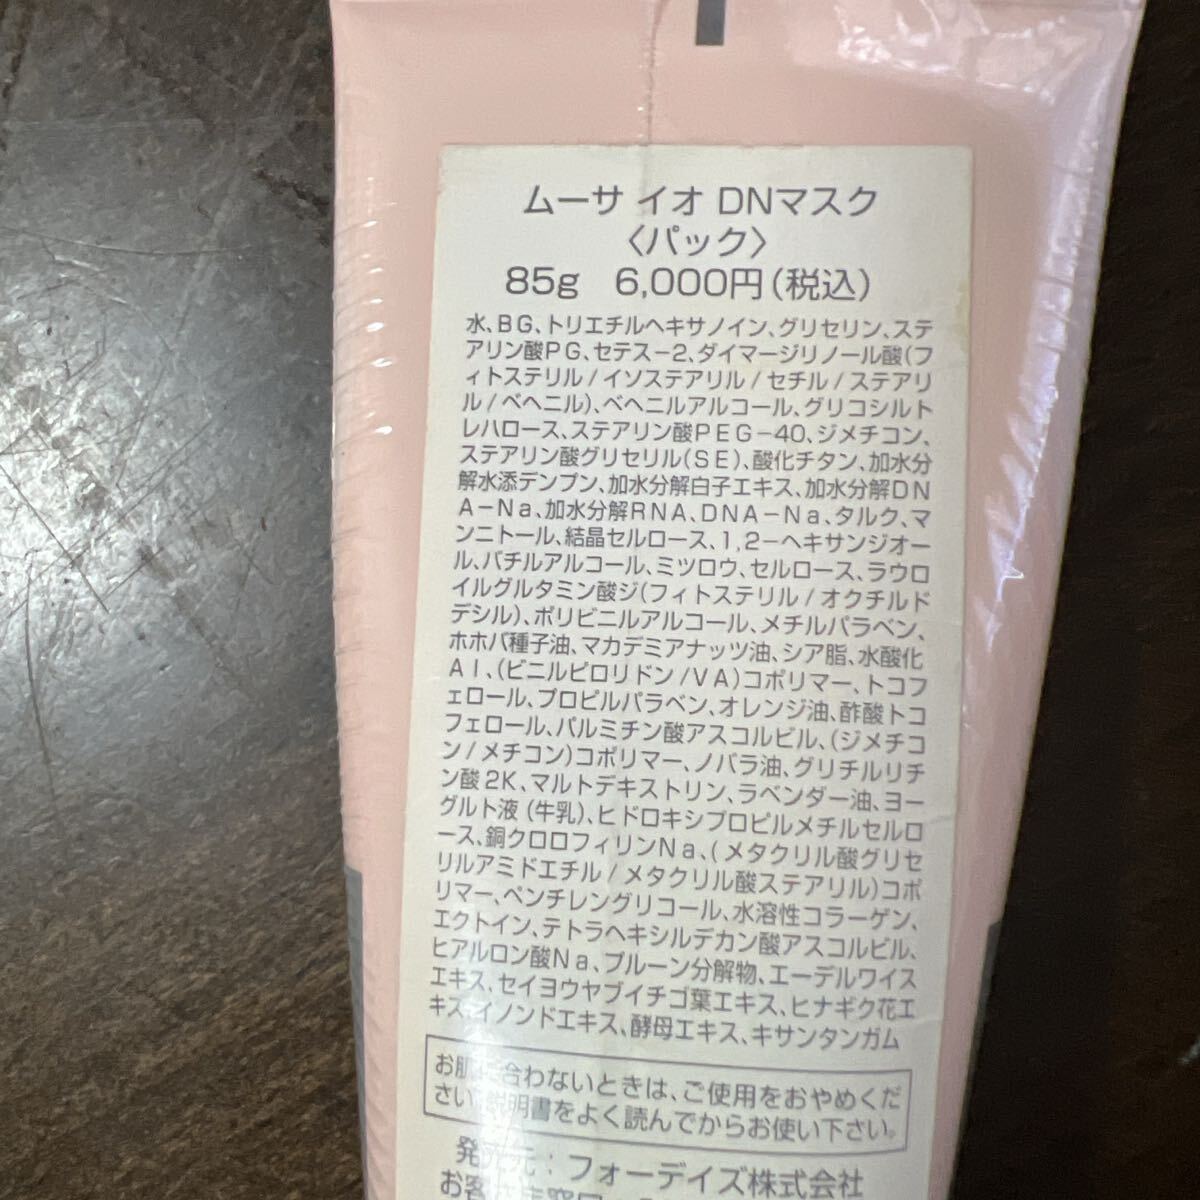 ムーサ イオ DNマスク
〈パック〉
85g 6,000円(税込)
水、BG、トリエチルヘキサノイン、グリセリン、ステ
アリン酸PG、セテス-2、ダイマージリノール酸(フ
ィトステリル/イソステアリル/セチル/ステアリ
ル/ベヘニル)、ベヘニルアルコール、グリコシルト
レハロース、ステアリン酸PEG-40、ジメチコン、
ステアリン酸グリセリル(SE)、酸化チタン、加水分
解水添デンプン、加水分解白子エキス、加水分解DN
A-Na、加水分解RNA、DNA-Na、タルク、マ
ンニトール、結晶セルロース、1,2-ヘキサンジオー
ル、バチルアルコール、ミツロウ、セルロース、ラウロ
イルグルタミン酸ジ(フィトステリル/オクチルド
デシル)、ポリビニルアルコール、メチルパラベン、
ホホバ種子油、マカデミアナッツ油、シア脂、水酸化
Al、(ビニルピロリドン/VA)コポリマー、トコフ
ェロール、プロピルパラベン、オレンジ油、酢酸トコ
フェロール、パルミチン酸アスコルビル、(ジメチコ
ン/メチコン)コポリマー、ノバラ油、グリチルリチ
ン酸2K、マルトデキストリン、ラベンダー油、ヨー
グルト液(牛乳)、ヒドロキシプロピルメチルセルロ
ース、銅クロロフィリンNa、(メタクリル酸グリセ
リルアミドエチル/メタクリル酸ステアリル)コポ
リマー、ペンチレングリコール、水溶性コラーゲン、
エクトイン、テトラヘキシルデカン酸アスコルビル、
ヒアルロン酸Na、プルーン分解物、エーデルワイス
エキス、セイヨウヤブイチゴ葉エキス、ヒナギク花エ
キス、イノンドエキス、酵母エキス、キサンタンガム
お肌に合わないときは、ご使用をおやめくだ
さい。説明書をよく読んでからお使い下さい。
発売元:フォーデイズ株式会社
お客